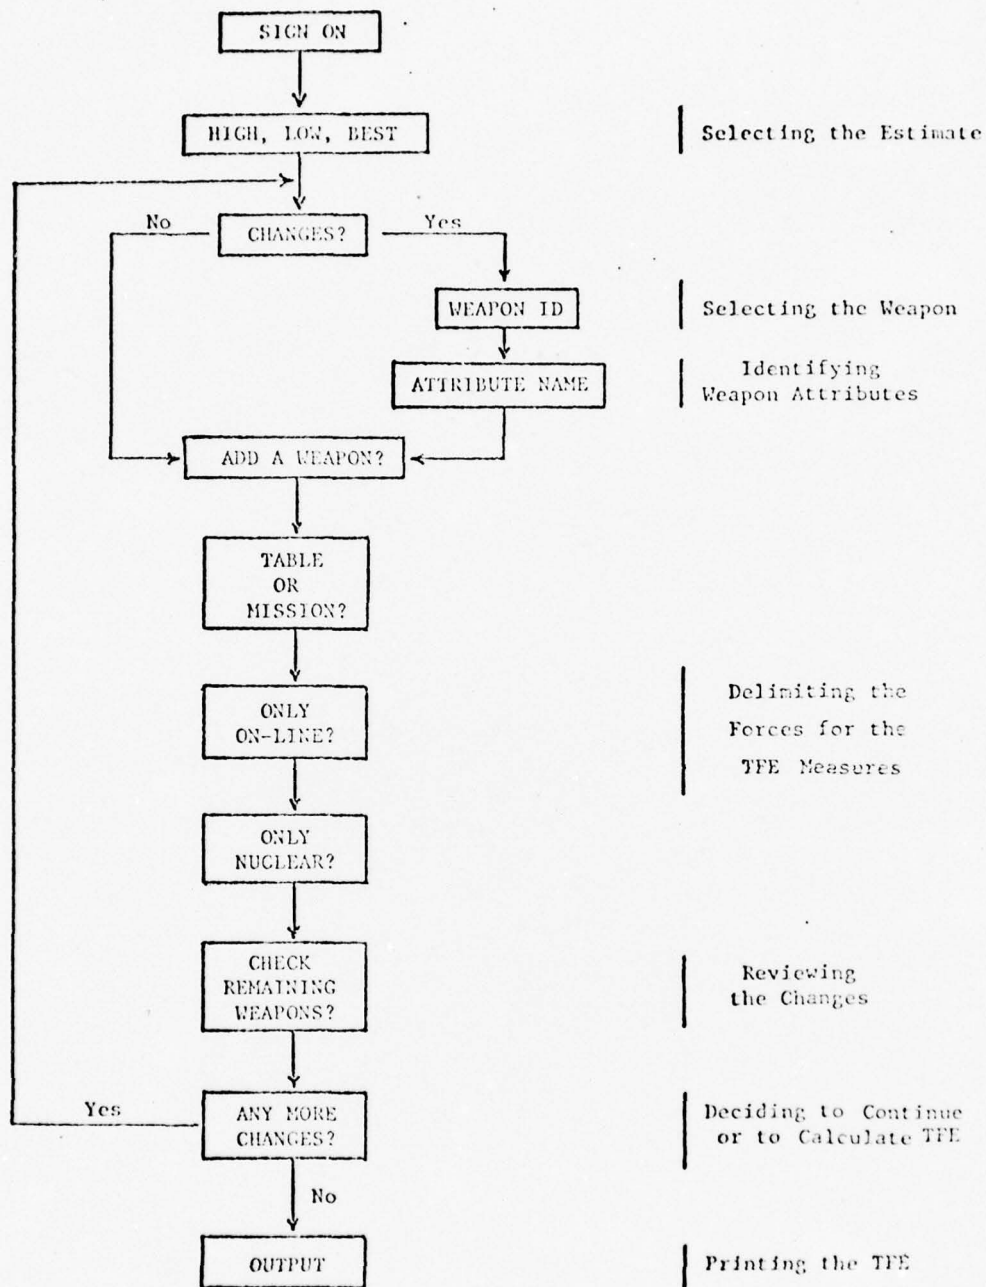 SIGN ON
HIGH, LOW, BEST
Selecting the Estimate
No
CHANGES?
Yes
WEAPON ID
Selecting the Weapon
ATTRIBUTE NAME
Identifying
Weapon Attributes
ADD A WEAPON?
TABLE
OR
MISSION?
ONLY
ON-LINE?
Delimiting the
Forces for the
TFE Measures
ONLY
NUCLEAR?
CHECK
REMAINING
WEAPONS?
Reviewing
the Changes
Yes
ANY MORE
CHANGES?
Deciding to Continue
or to Calculate TFE
No
OUTPUT
Printing the TFE